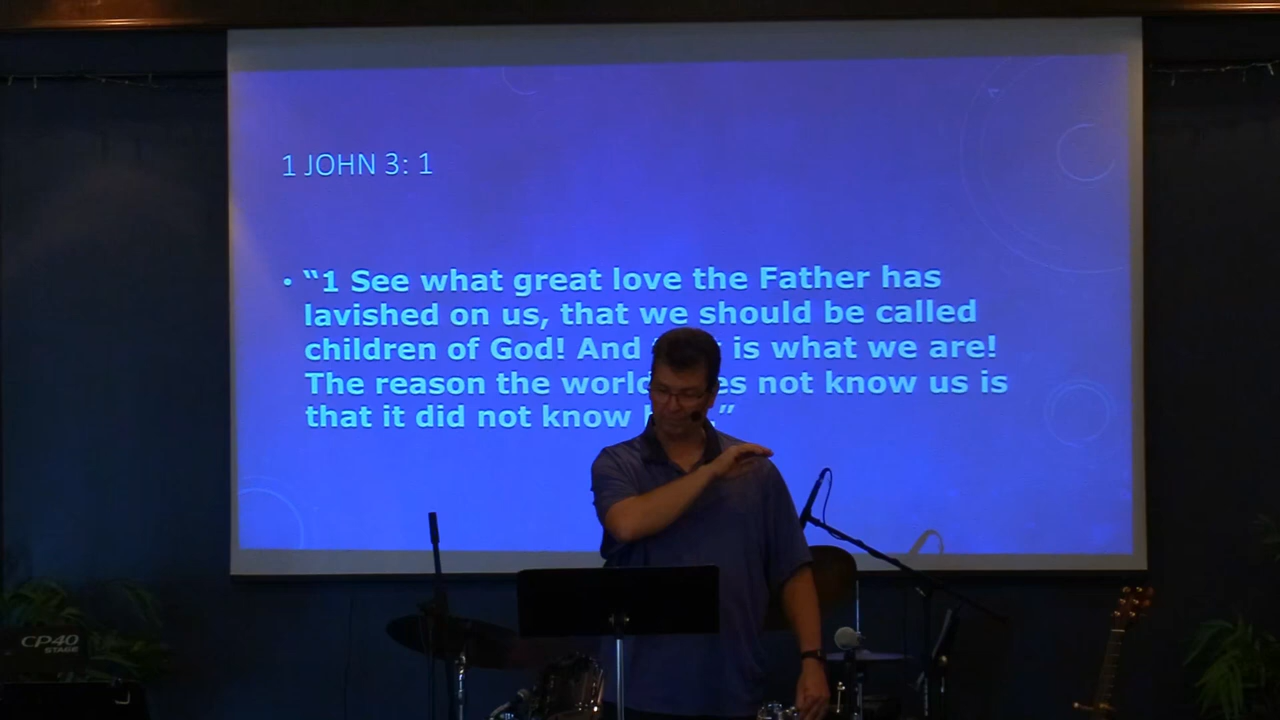 1 JOHN 3: 1
• “1 See what great love the Father has
lavished on us, that we should be called
children of God! And is what we are!
The reason the world es not know us is
that it did not know .”
CP40
STAGE